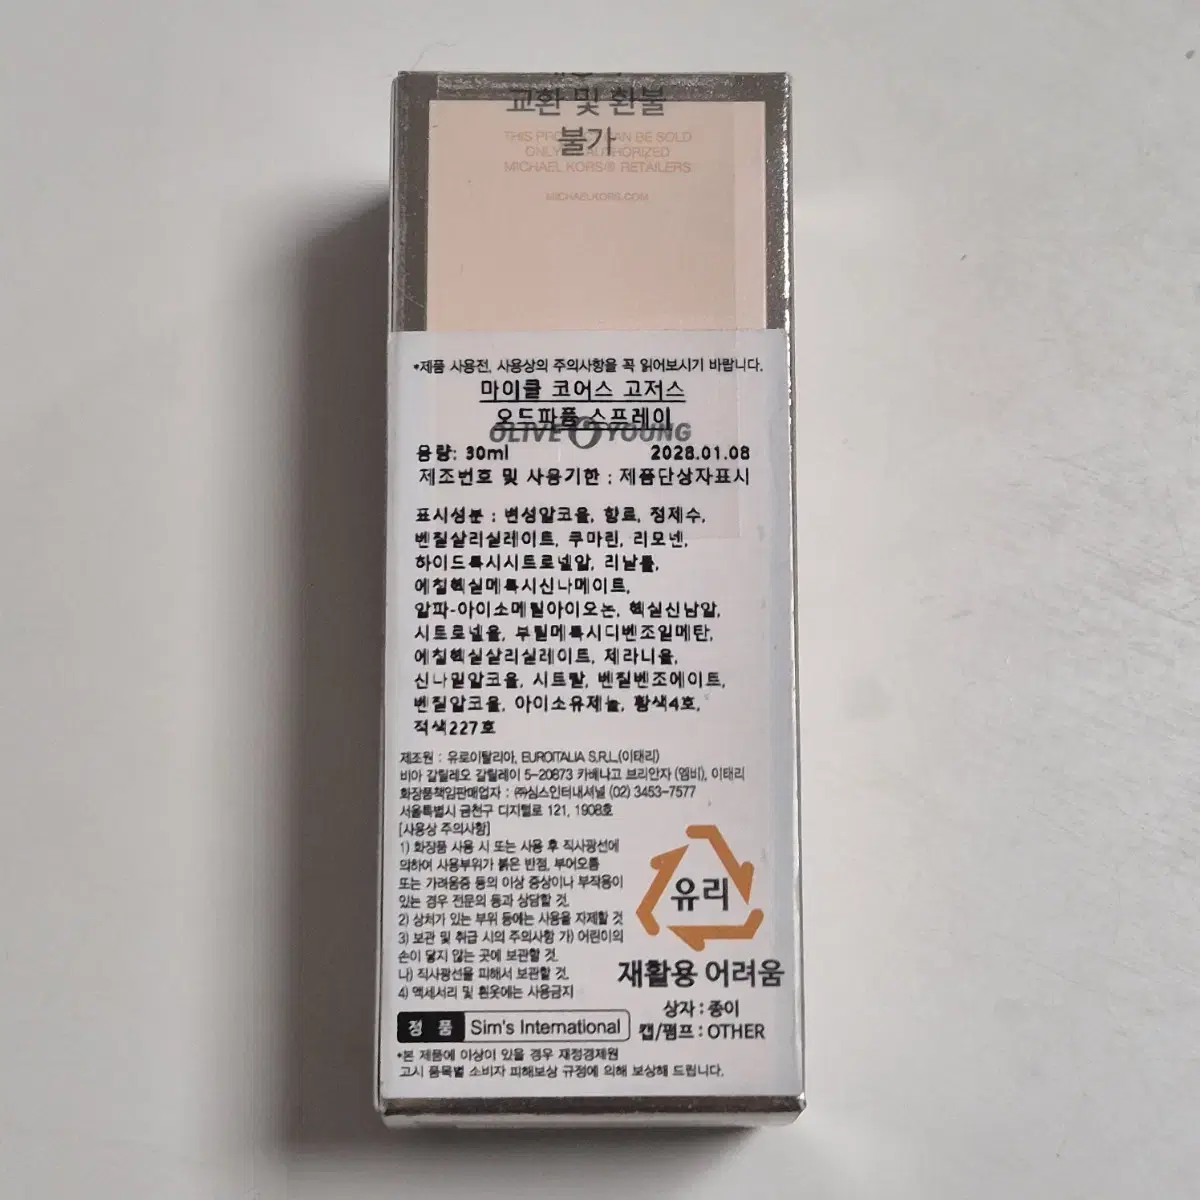 교환 및 환불
불가
THIS PRODUCT CAN BE SOLD
ONLY AUTHORIZED
MICHAEL KORS® RETAILERS
MICHAELKORS.COM
*제품 사용전, 사용상의 주의사항을 꼭 읽어보시기 바랍니다.
마이클 코어스 고저스
오드파품 스프레이
OLIVE YOUNG
용량: 30ml 2028.01.08
제조번호 및 사용기한 : 제품단상자표시
표시성분 : 변성알코올, 향료, 정제수,
벤질살리실레이트, 쿠마린, 리모넨,
하이드록시시트로넬알, 리날룰,
에칠헥실메톡시신나메이트,
알파-아이소메틸아이오논, 헥실신남알,
시트로넬올, 부틸메톡시디벤조일메탄,
에칠헥실살리실레이트, 제라니올,
신나밀알코올, 시트랄, 벤질벤조에이트,
벤질알코올, 아이소유제놀, 황색4호,
적색227호
제조원 : 유로이탈리아, EUROITALIA S.R.L.(이태리)
비아 갈릴레오 갈릴레이 5-20873 카베나고 브리안자 (엠비), 이태리
화장품책임판매업자 : ㈜심스인터내셔널 (02) 3453-7577
서울특별시 금천구 디지털로 121, 1908호
[사용상 주의사항]
1) 화장품 사용 시 또는 사용 후 직사광선에
의하여 사용부위가 붉은 반점, 부어오름
또는 가려움증 등의 이상 증상이나 부작용이
있는 경우 전문의 등과 상담할 것.
2) 상처가 있는 부위 등에는 사용을 자제할 것
3) 보관 및 취급 시의 주의사항 가) 어린이의
손이 닿지 않는 곳에 보관할 것.
나) 직사광선을 피해서 보관할 것.
4) 액세서리 및 흰옷에는 사용금지
유리
재활용 어려움
상자 : 종이
캡/펌프 : OTHER
정품 Sim's International
*본 제품에 이상이 있을 경우 재정경제원
고시 품목별 소비자 피해보상 규정에 의해 보상해 드립니다.